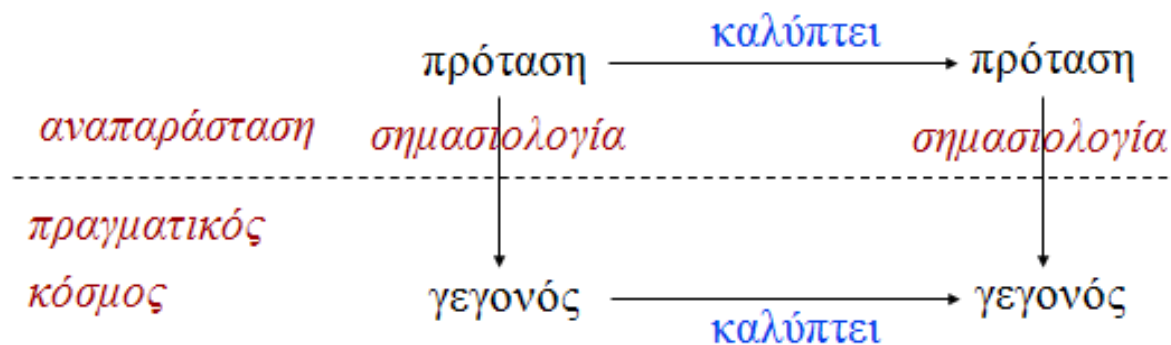 καλύπτει
πρόταση πρόταση
αναπαράσταση σημασιολογία σημασιολογία
πραγματικός
κόσμος γεγονός γεγονός
καλύπτει